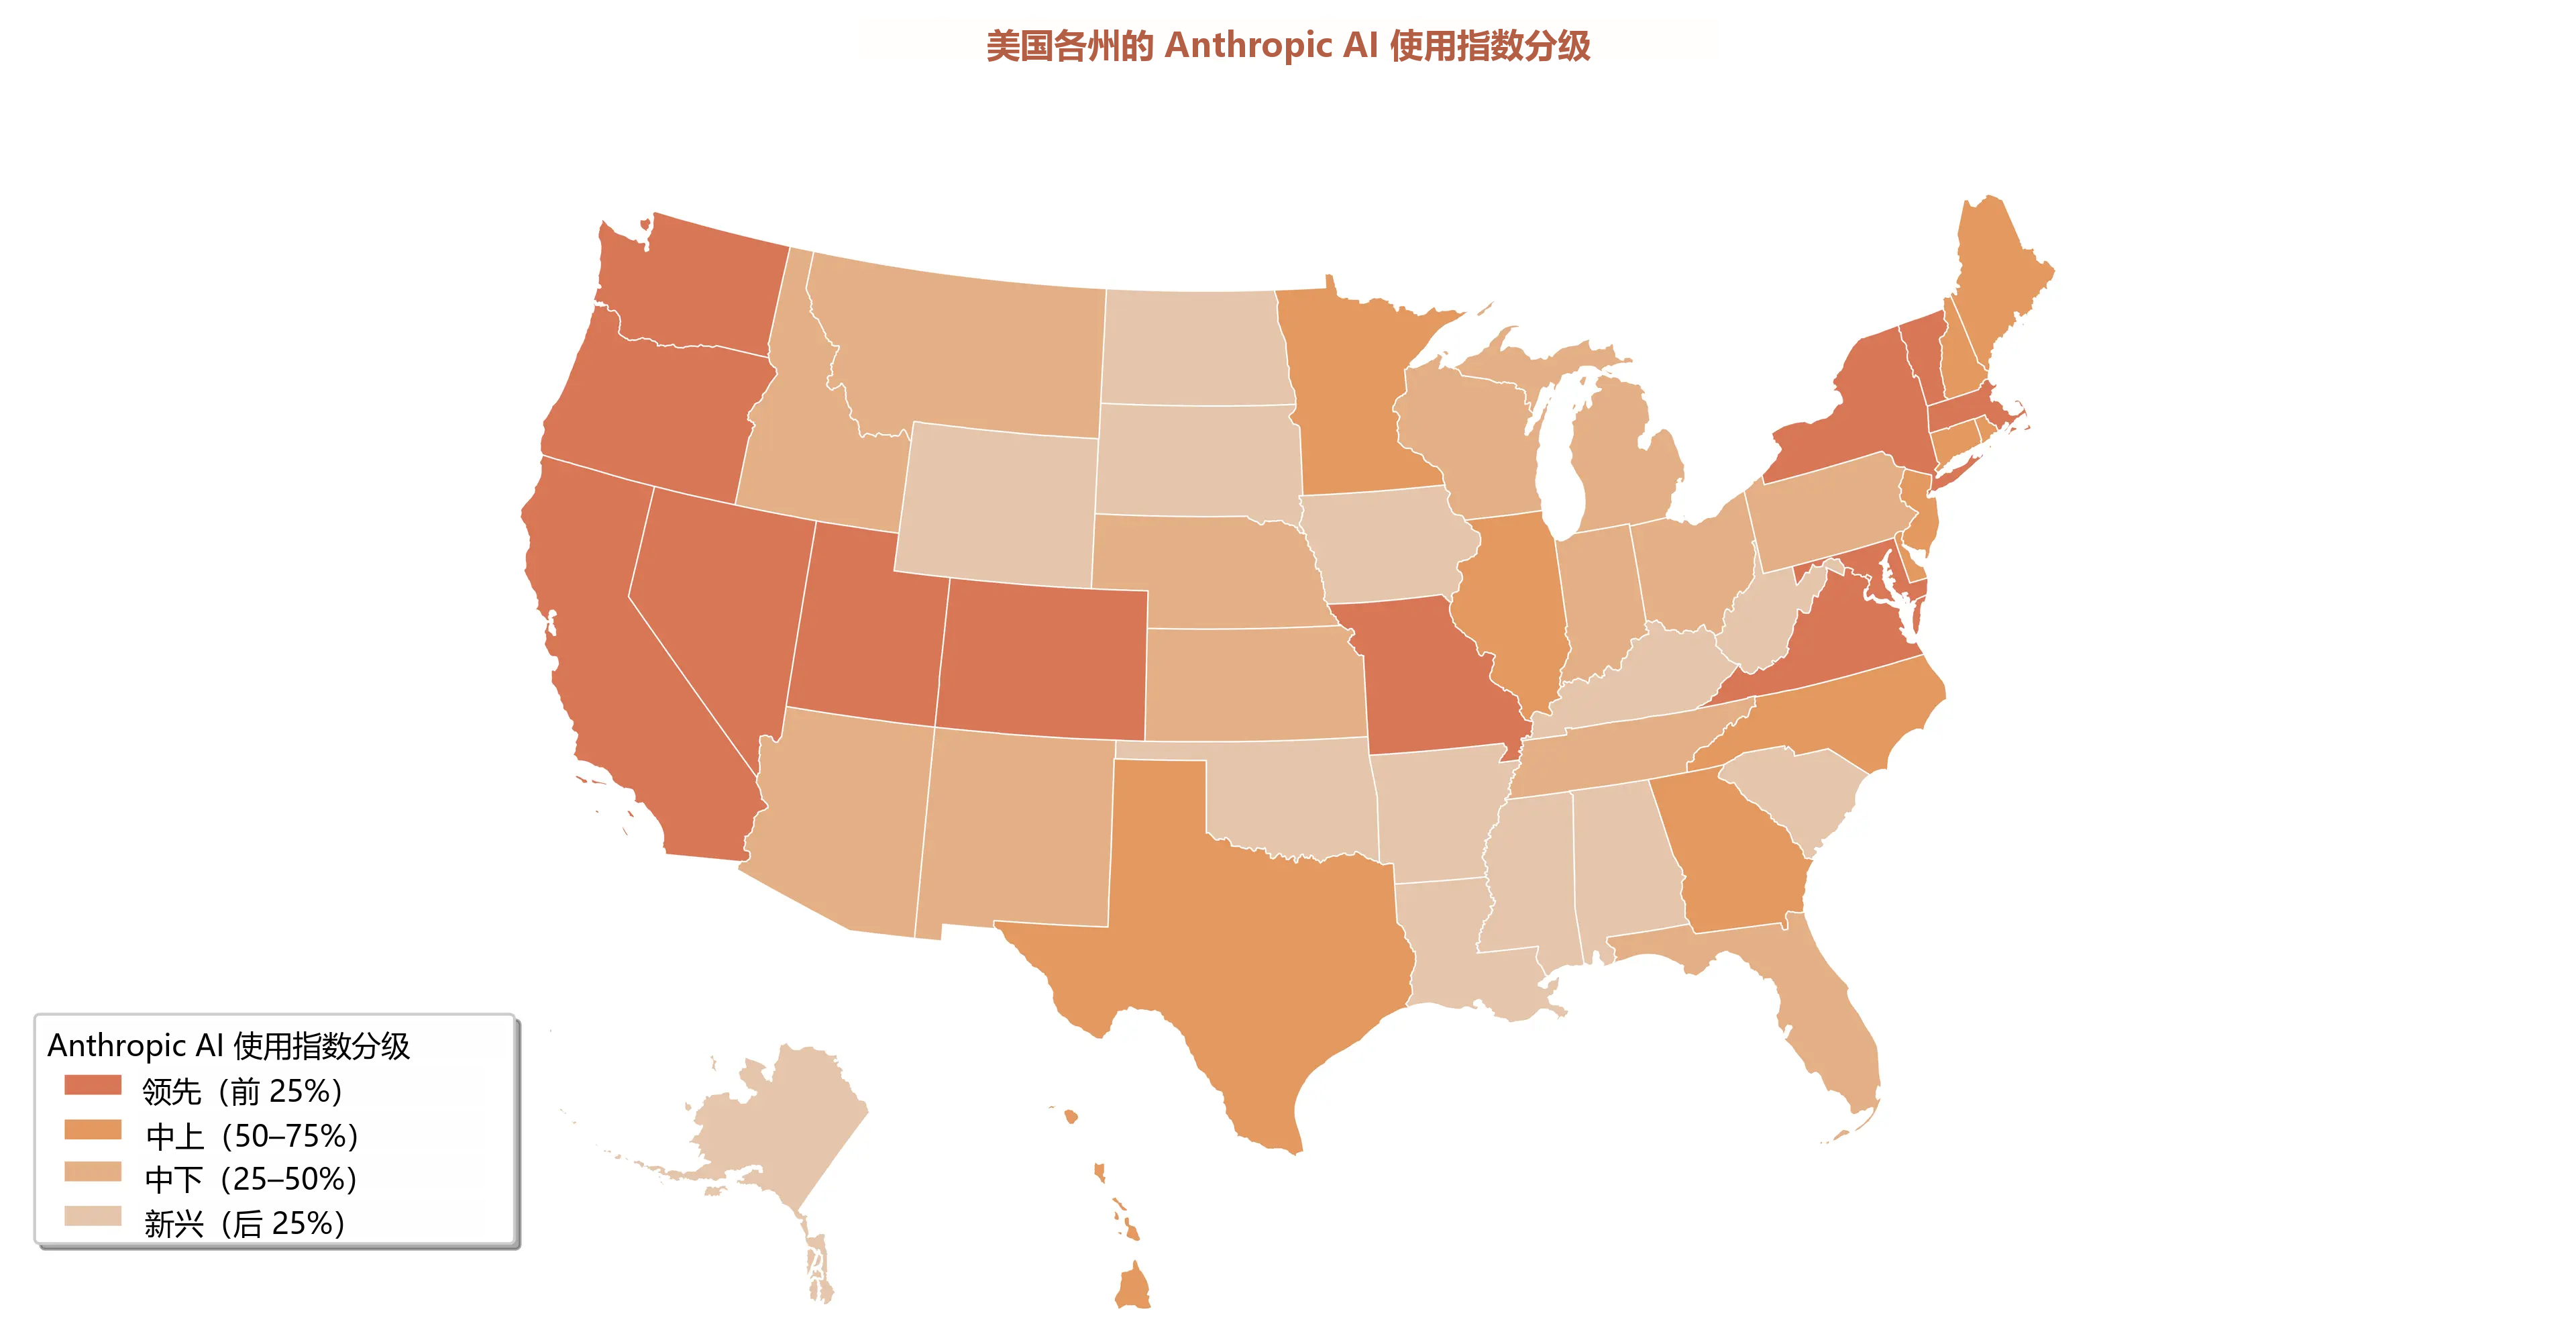 美国各州的 Anthropic AI 使用指数分级
Anthropic AI 使用指数分级
领先（前 25%）
中上（50–75%）
中下（25–50%）
新兴（后 25%）